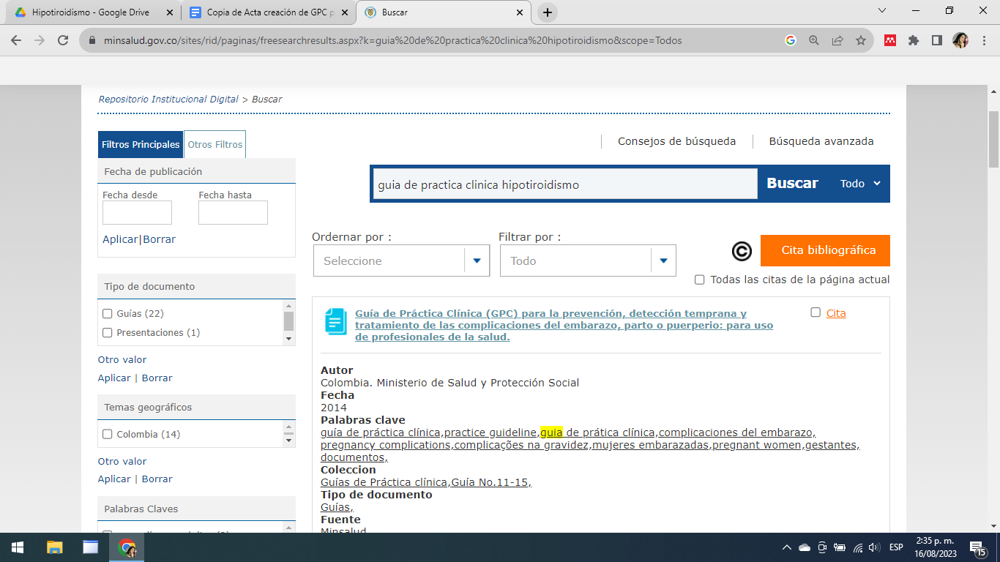 Hipotiroidismo - Google Drive
Copia de Acta creación de GPC p
Buscar
minsalud.gov.co/sites/rid/paginas/freesearchresults.aspx?k=guia%20de%20practica%20clinica%20hipotiroidismo&scope=Todos
Repositorio Institucional Digital > Buscar
Filtros Principales
Otros Filtros
Consejos de búsqueda
Búsqueda avanzada
Fecha de publicación
Fecha desde
Fecha hasta
Aplicar|Borrar
guia de practica clinica hipotiroidismo
Buscar
Todo
Ordernar por :
Filtrar por :
Seleccione
Todo
©
Cita bibliográfica
Todas las citas de la página actual
Tipo de documento
Guías (22)
Presentaciones (1)
Otro valor
Aplicar | Borrar
Temas geográficos
Colombia (14)
Otro valor
Aplicar | Borrar
Palabras Claves
Guía de Práctica Clínica (GPC) para la prevención, detección temprana y
tratamiento de las complicaciones del embarazo, parto o puerperio: para uso
de profesionales de la salud.
Cita
Autor
Colombia. Ministerio de Salud y Protección Social
Fecha
2014
Palabras clave
guía de práctica clínica,practice guideline,guia de prática clínica,complicaciones del embarazo,
pregnancy complications,complicações na gravidez,mujeres embarazadas,pregnant women,gestantes,
documentos,
Coleccion
Guías de Práctica clínica,Guía No.11-15,
Tipo de documento
Guías,
Fuente
Minsalud
ESP
2:35 p. m.
16/08/2023
15